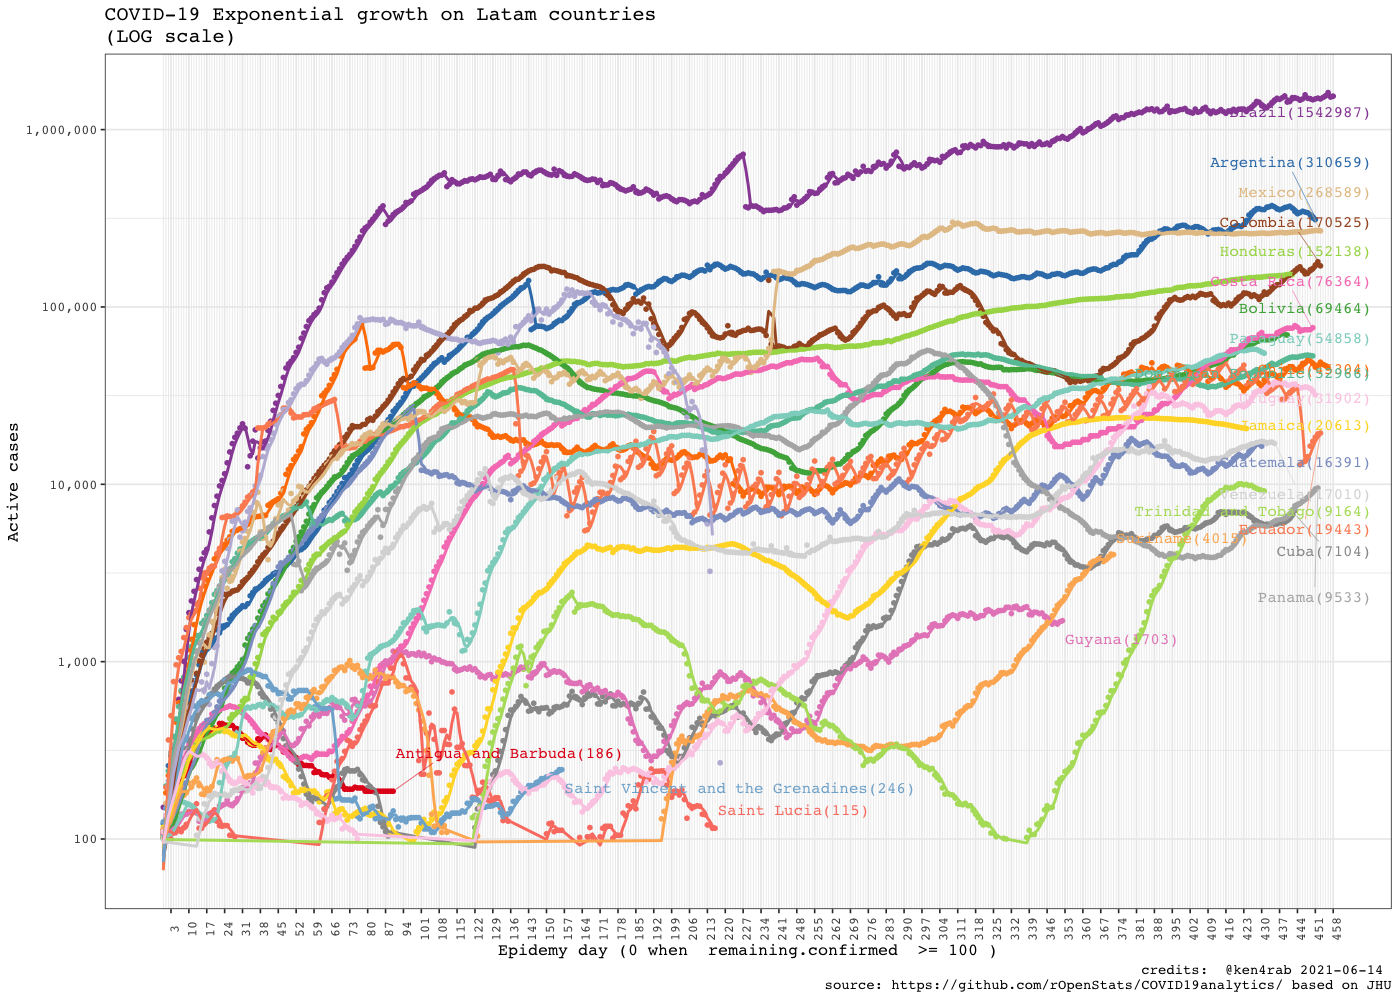 COVID-19 Exponential growth on Latam countries
(LOG scale)
Active cases
1,000,000
100,000
10,000
1,000
100
Brazil(1542987)
Argentina(310659)
Mexico(268589)
Colombia(170525)
Honduras(152138)
Costa Rica(76364)
Bolivia(69464)
Paraguay(54858)
(31902)
Jamaica(20613)
Guatemala(16391)
Venezuela(17010)
Trinidad and Tobago(9164)
Ecuador(19443)
Suriname(4015)
Cuba(7104)
Panama(9533)
Guyana(1703)
Antigua and Barbuda(186)
Saint Vincent and the Grenadines(246)
Saint Lucia(115)
3 10 17 24 31 38 45 52 59 66 73 80 87 94 101 108 115 122 129 136 143 150 157 164 171 178 185 192 199 206 213 220 227 234 241 248 255 262 269 276 283 290 297 304 311 318 325 332 339 346 353 360 367 374 381 388 395 402 409 416 423 430 437 444 451 458
Epidemy day (0 when remaining.confirmed >= 100 )
credits: @ken4rab 2021-06-14
source: https://github.com/rOpenStats/COVID19analytics/ based on JHU